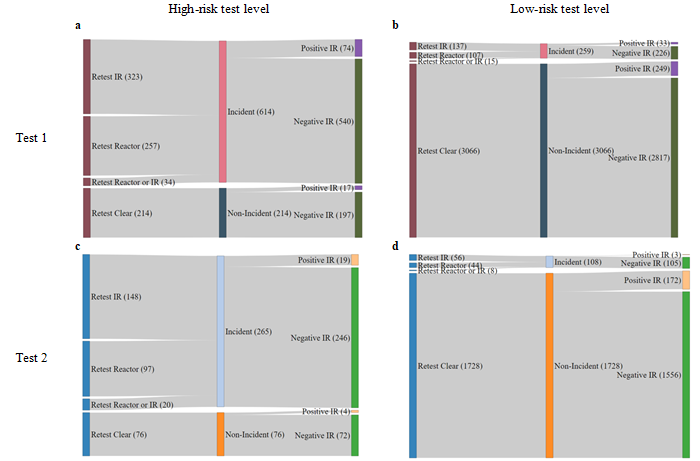 High-risk test level
Low-risk test level
Test 1
a
Retest IR (323)
Retest Reactor (257)
Retest Reactor or IR (34)
Retest Clear (214)
Incident (614)
Non-Incident (214)
Positive IR (74)
Negative IR (540)
Positive IR (17)
Negative IR (197)
b
Retest IR (137)
Retest Reactor (107)
Retest Reactor or IR (15)
Retest Clear (3066)
Incident (259)
Non-Incident (3066)
Positive IR (33)
Negative IR (226)
Positive IR (249)
Negative IR (2817)
Test 2
c
Retest IR (148)
Retest Reactor (97)
Retest Reactor or IR (20)
Retest Clear (76)
Incident (265)
Non-Incident (76)
Positive IR (19)
Negative IR (246)
Positive IR (4)
Negative IR (72)
d
Retest IR (56)
Retest Reactor (44)
Retest Reactor or IR (8)
Retest Clear (1728)
Incident (108)
Non-Incident (1728)
Positive IR (3)
Negative IR (105)
Positive IR (172)
Negative IR (1556)